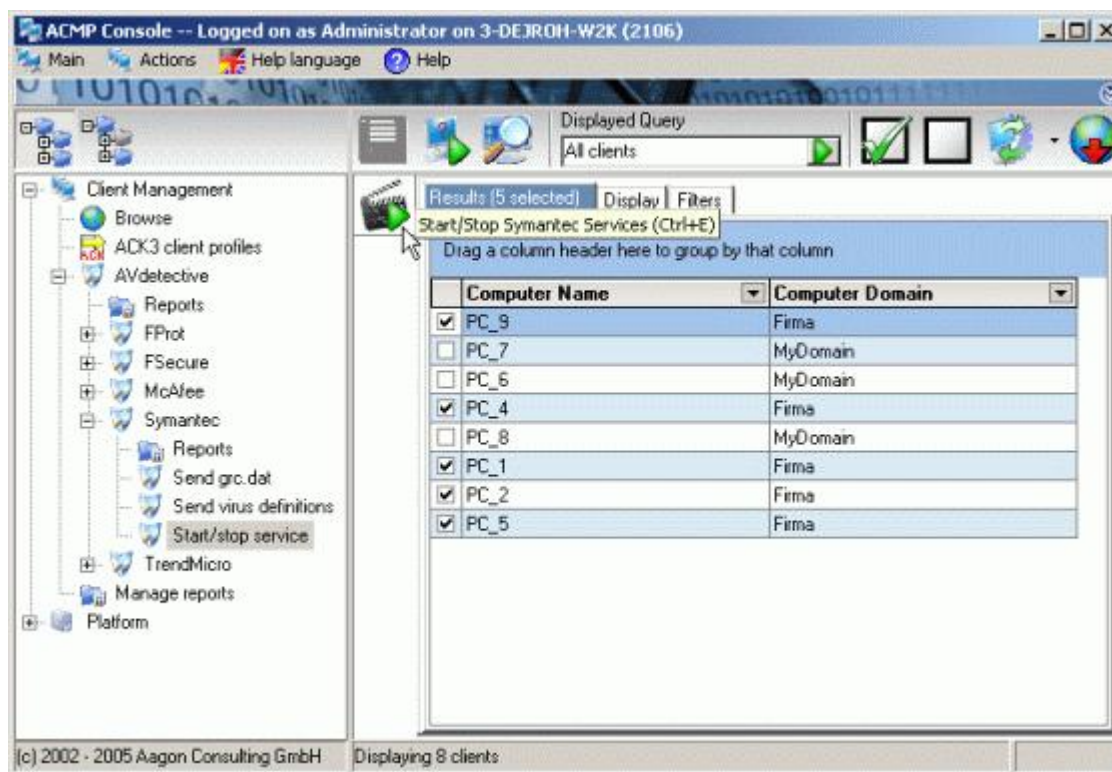 ACMP Console -- Logged on as Administrator on 3-DEJROH-W2K (2106)
Main Actions Help language Help
Displayed Query
All clients
Client Management
Browse
ACK3 client profiles
AVdetective
Reports
FProt
FSecure
McAfee
Symantec
Reports
Send grc.dat
Send virus definitions
Start/stop service
TrendMicro
Manage reports
Platform
Results (5 selected) Display Filters
Start/Stop Symantec Services (Ctrl+E)
Drag a column header here to group by that column
Computer Name Computer Domain
PC_9 Firma
PC_7 MyDomain
PC_6 MyDomain
PC_4 Firma
PC_8 MyDomain
PC_1 Firma
PC_2 Firma
PC_5 Firma
(c) 2002 - 2005 Aagon Consulting GmbH Displaying 8 clients